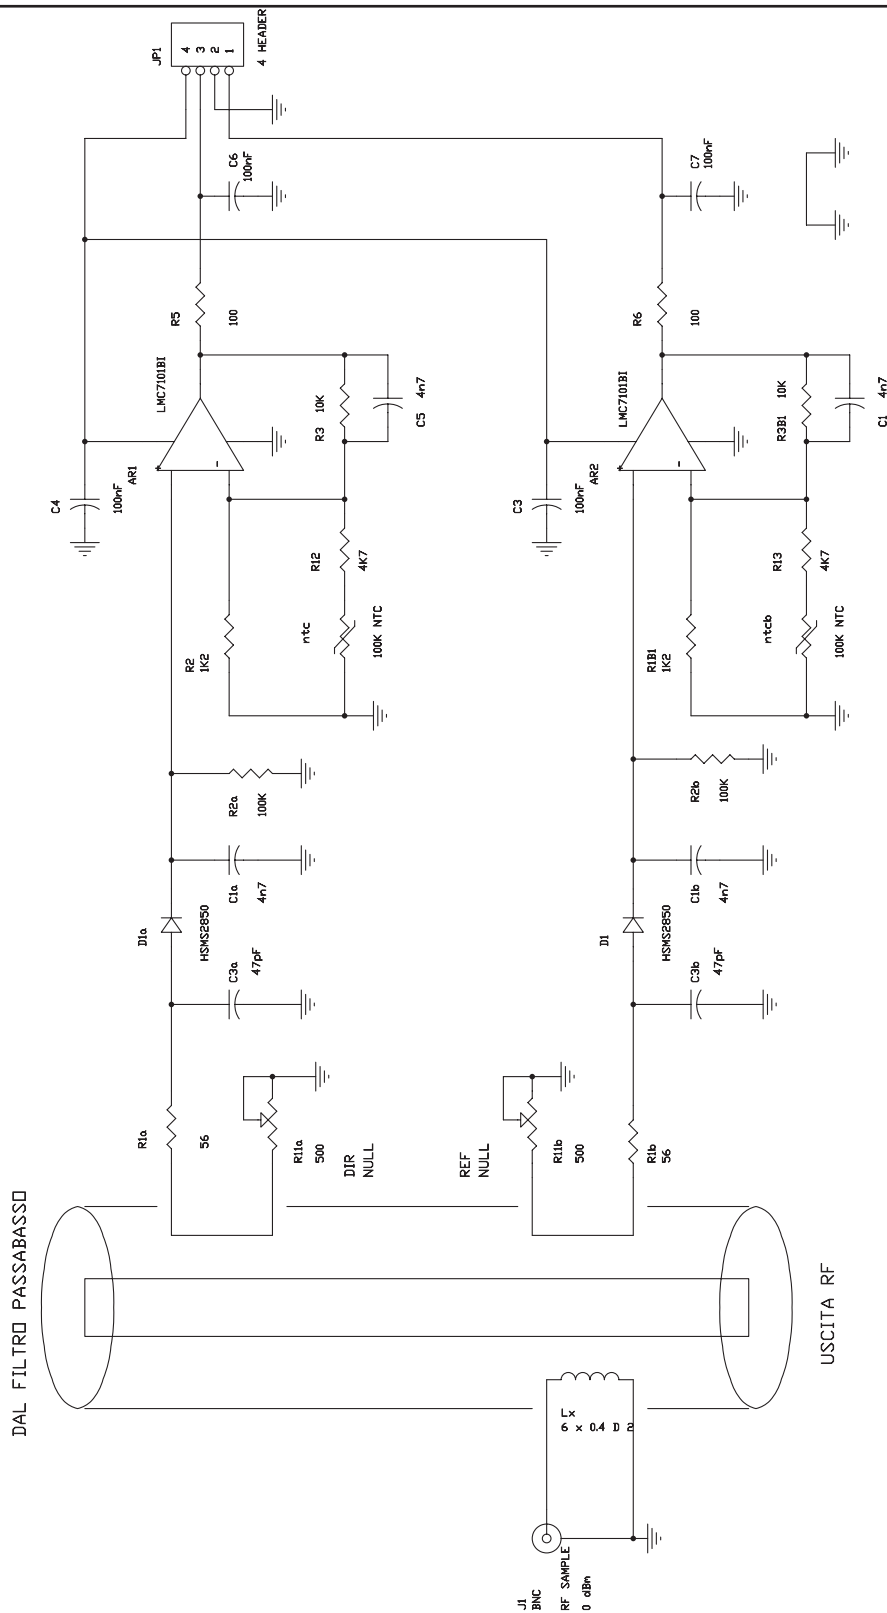 JP1
4
3
2
1
4 HEADER
C6
100nF
C7
100nF
R5
100
R6
100
LMC7101BI
+
-
AR1
C4
100nF
R3
10K
C5
4n7
LMC7101BI
+
-
AR2
C3
100nF
R3B1
10K
C1
4n7
R12
4K7
R13
4K7
ntc
100K NTC
ntcb
100K NTC
R2
1K2
R1B1
1K2
R2a
100K
R2b
100K
C1a
4n7
C1b
4n7
D1a
HSMS2850
D1
HSMS2850
C3a
47pF
C3b
47pF
R1a
56
R11a
500
DIR
NULL
REF
NULL
R11b
500
R1b
56
DAL FILTRO PASSABASSO
USCITA RF
Lx
6 x 0.4 D 2
J1
BNC
RF SAMPLE
0 dBm